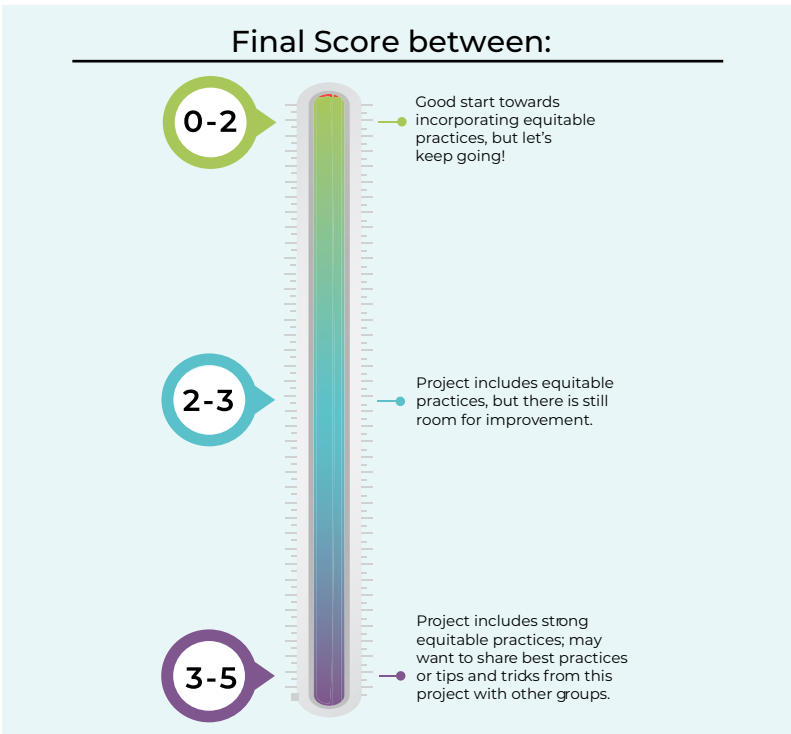 Final Score between:
0-2
Good start towards
incorporating equitable
practices, but let's
keep going!
2-3
Project includes equitable
practices, but there is still
room for improvement.
3-5
Project includes strong
equitable practices; may
want to share best practices
or tips and tricks from this
project with other groups.